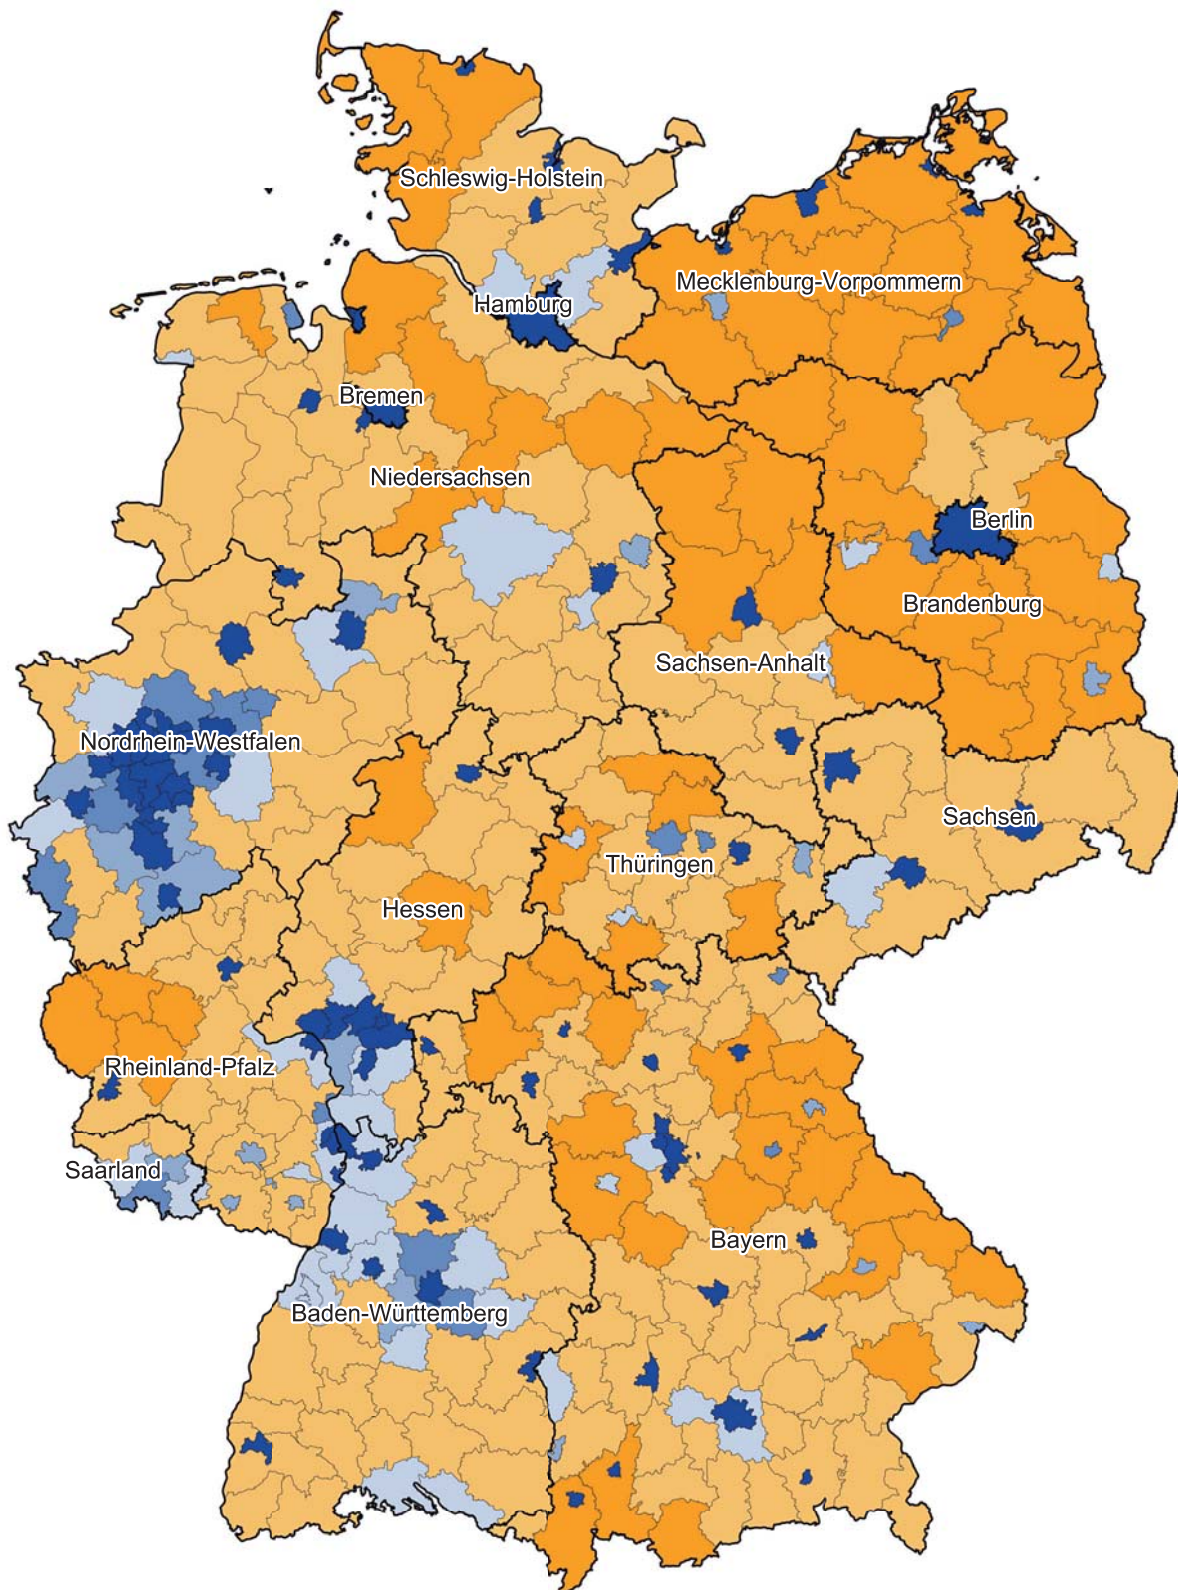 Schleswig-Holstein
Mecklenburg-Vorpommern
Hamburg
Bremen
Niedersachsen
Berlin
Brandenburg
Sachsen-Anhalt
Nordrhein-Westfalen
Sachsen
Thüringen
Hessen
Rheinland-Pfalz
Saarland
Bayern
Baden-Württemberg